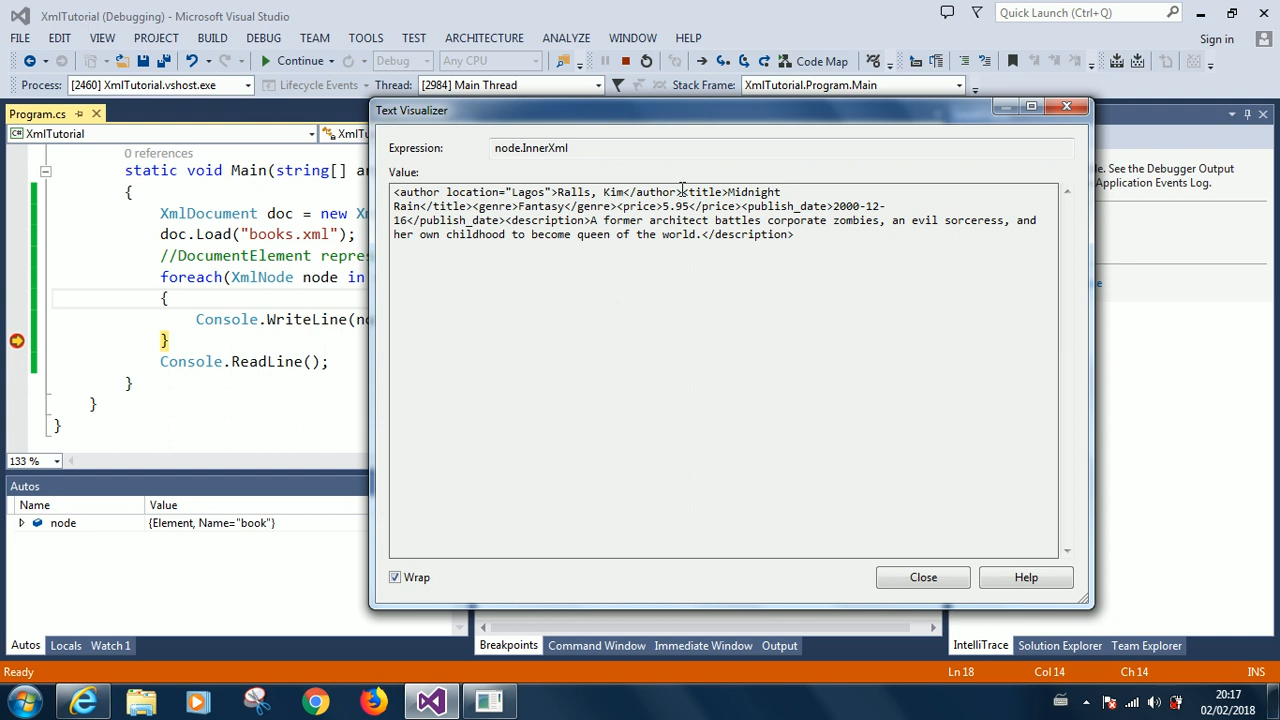 XmlTutorial (Debugging) - Microsoft Visual Studio
Quick Launch (Ctrl+Q)
FILE EDIT VIEW PROJECT BUILD DEBUG TEAM TOOLS TEST ARCHITECTURE ANALYZE WINDOW HELP
Sign in
Continue Debug Any CPU Code Map
Process: [2460] XmlTutorial.vshost.exe Lifecycle Events Thread: [2984] Main Thread Stack Frame: XmlTutorial.Program.Main
Program.cs
XmlTutorial XmlTu
0 references
static void Main(string[] ar
{
XmlDocument doc = new Xm
doc.Load("books.xml");
//DocumentElement repres
foreach(XmlNode node in
{
Console.WriteLine(no
}
Console.ReadLine();
}
}
}
133 %
Text Visualizer
Expression: node.InnerXml
Value:
<author location="Lagos">Ralls, Kim</author><title>Midnight
Rain</title><genre>Fantasy</genre><price>5.95</price><publish_date>2000-12-
16</publish_date><description>A former architect battles corporate zombies, an evil sorceress, and
her own childhood to become queen of the world.</description>
Wrap
Close
Help
le. See the Debugger Output
Application Events Log.
e
Autos
Name Value
node {Element, Name="book"}
Autos Locals Watch 1
Breakpoints Command Window Immediate Window Output
IntelliTrace Solution Explorer Team Explorer
Ready Ln 18 Col 14 Ch 14 INS
20:17
02/02/2018